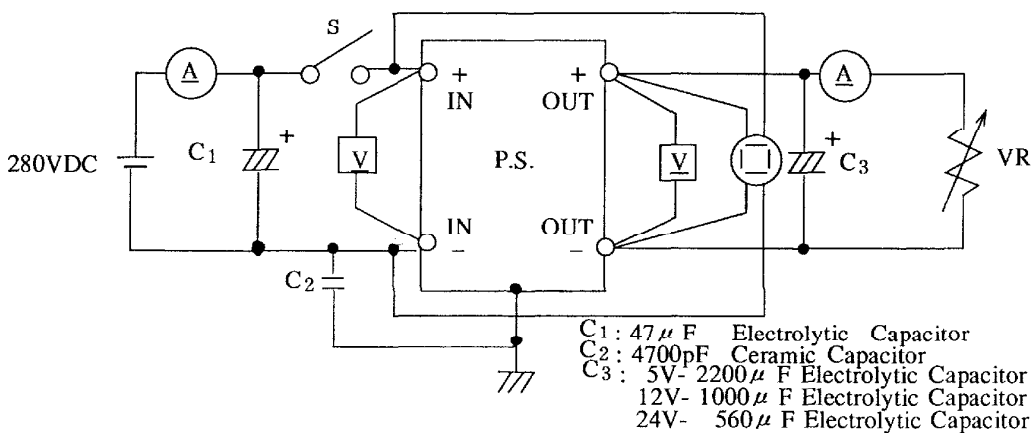 S
A
+
IN
+
OUT
A
280VDC
C1
+
V
P.S.
V
+
C3
VR
IN
−
OUT
−
C2
C1 : 47μF Electrolytic Capacitor
C2 : 4700pF Ceramic Capacitor
C3 : 5V- 2200μF Electrolytic Capacitor
12V- 1000μF Electrolytic Capacitor
24V- 560μF Electrolytic Capacitor